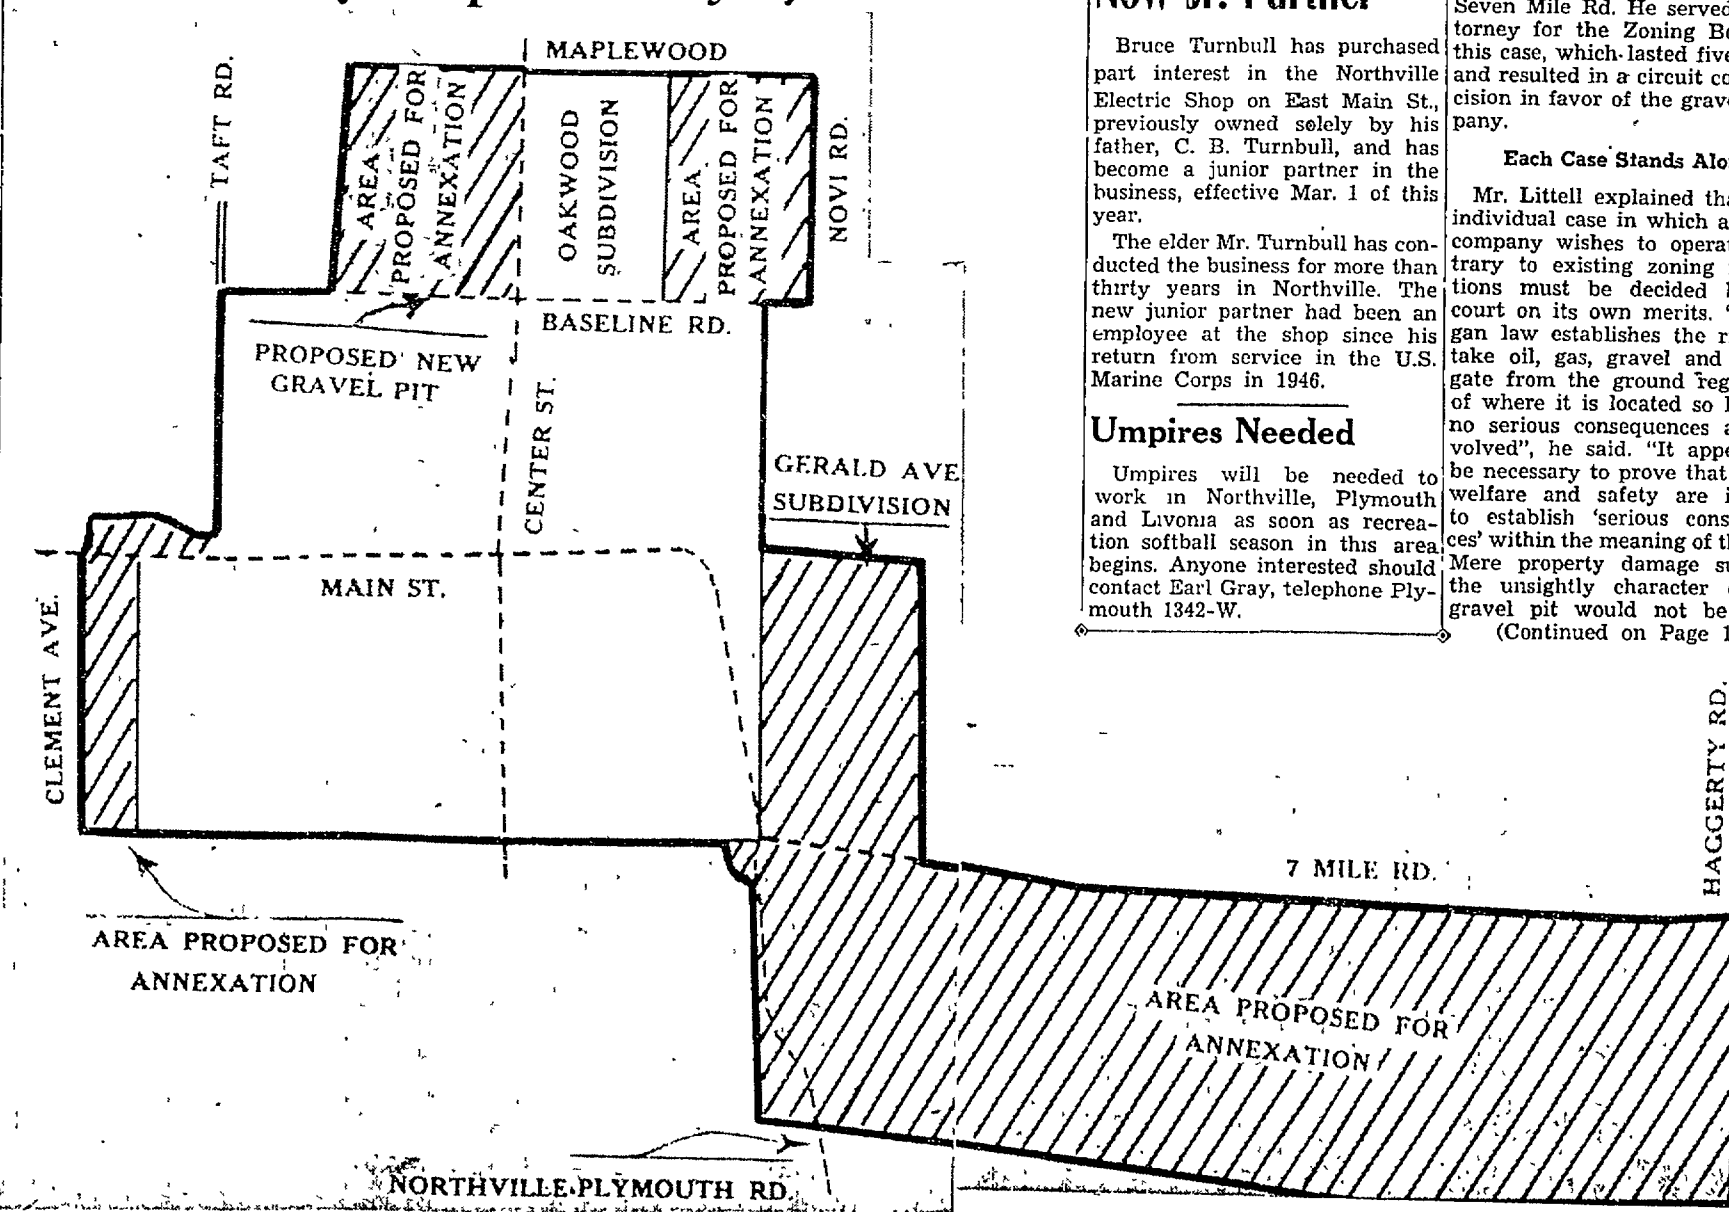 MAPLEWOOD
TAFT RD.
AREA
PROPOSED FOR
ANNEXATION
OAKWOOD
SUBDIVISION
AREA
PROPOSED FOR
ANNEXATION
NOVI RD.
BASELINE RD.
PROPOSED NEW
GRAVEL PIT
CENTER ST.
GERALD AVE
SUBDIVISION
MAIN ST.
CLEMENT AVE.
7 MILE RD.
HAGGERTY RD.
AREA PROPOSED FOR
ANNEXATION
AREA PROPOSED FOR
ANNEXATION
NORTHVILLE-PLYMOUTH RD.
Bruce Turnbull has purchased
part interest in the Northville
Electric Shop on East Main St.,
previously owned solely by his
father, C. B. Turnbull, and has
become a junior partner in the
business, effective Mar. 1 of this
year.
The elder Mr. Turnbull has con-
ducted the business for more than
thirty years in Northville. The
new junior partner had been an
employee at the shop since his
return from service in the U.S.
Marine Corps in 1946.
Umpires Needed
Umpires will be needed to
work in Northville, Plymouth
and Livonia as soon as recrea-
tion softball season in this area
begins. Anyone interested should
contact Earl Gray, telephone Ply-
mouth 1342-W.
Seven Mile Rd. He served
torney for the Zoning
this case, which lasted five
and resulted in a circuit
cision in favor of the
pany.
Each Case Stands
Mr. Littell explained
individual case in which
company wishes to
trary to existing zoning
tions must be decided
court on its own merits.
gan law establishes the
take oil, gas, gravel and
gate from the ground
of where it is located so
no serious consequences
volved", he said. "It
be necessary to prove that
welfare and safety are
to establish 'serious
ces' within the meaning of
Mere property damage
the unsightly character
gravel pit would not be
(Continued on Page